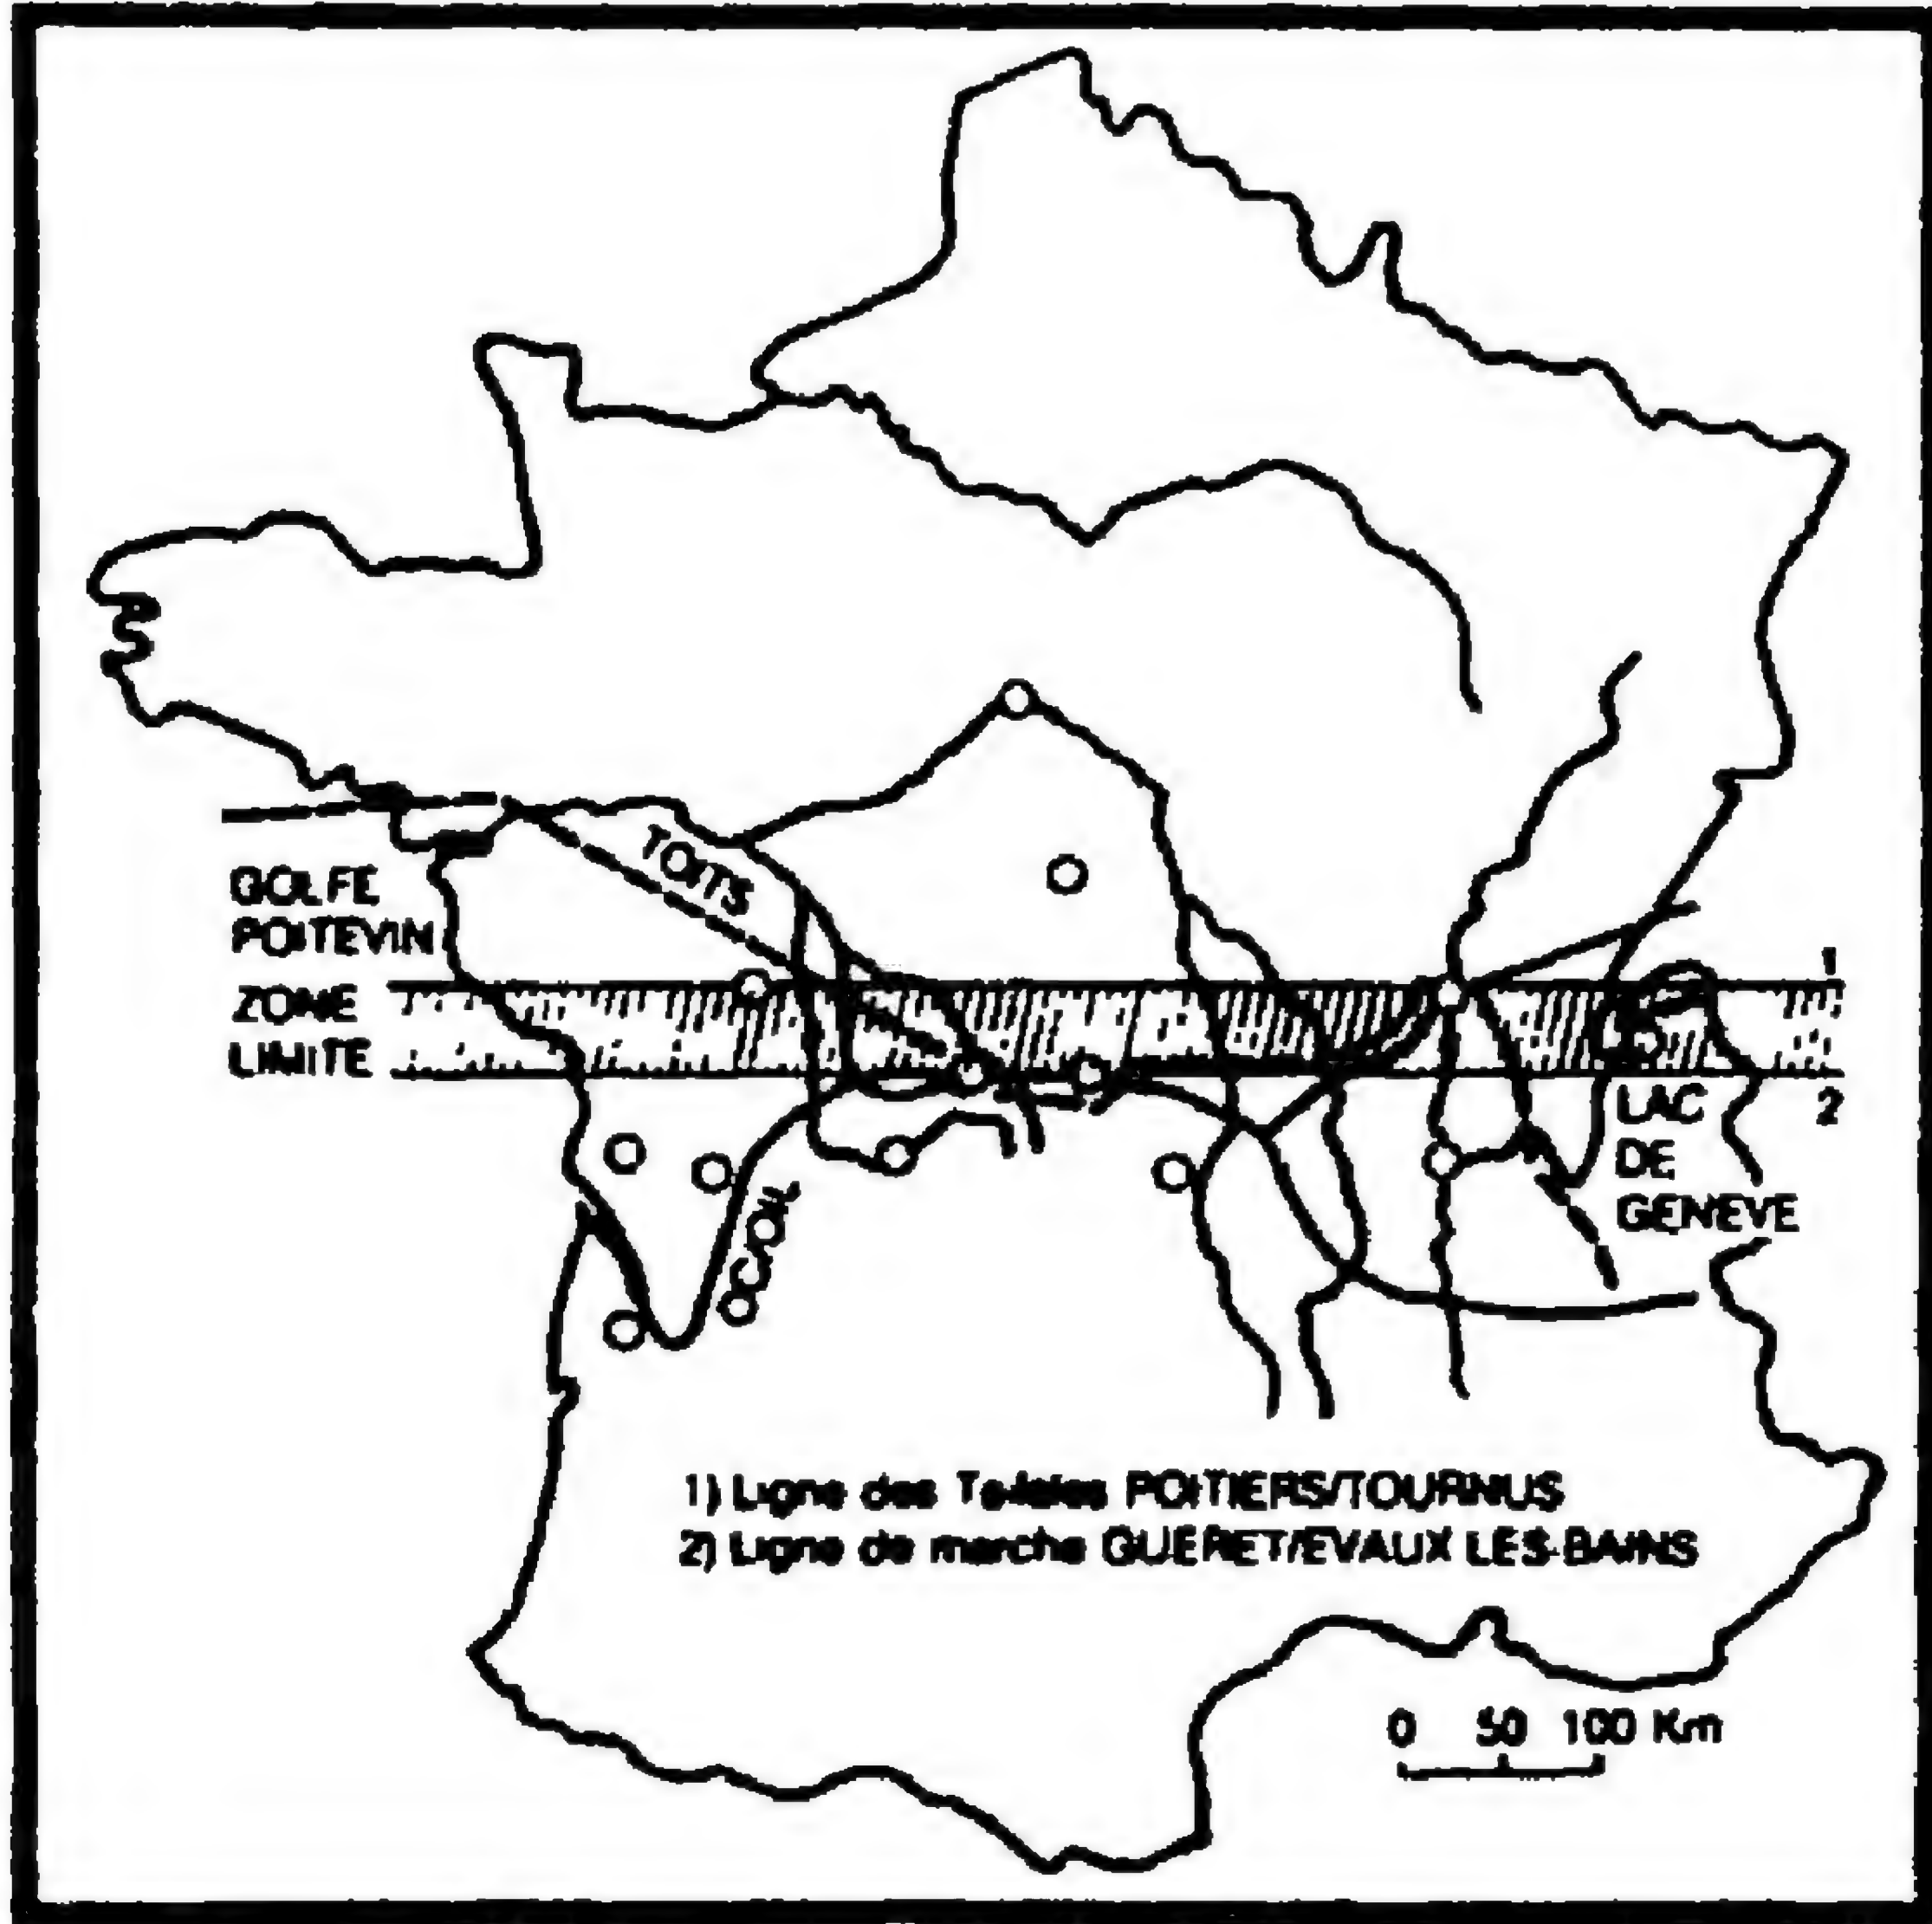 TOITS
GOLFE
POITEVIN
ZONE
LIMITE
1
2
LAC
DE
GENEVE
OC
OÏL
1) Ligne des POITIERS/TOURNUS
2) Ligne de marche GUERET/EVAUX LES-BAINS
0 50 100 Km